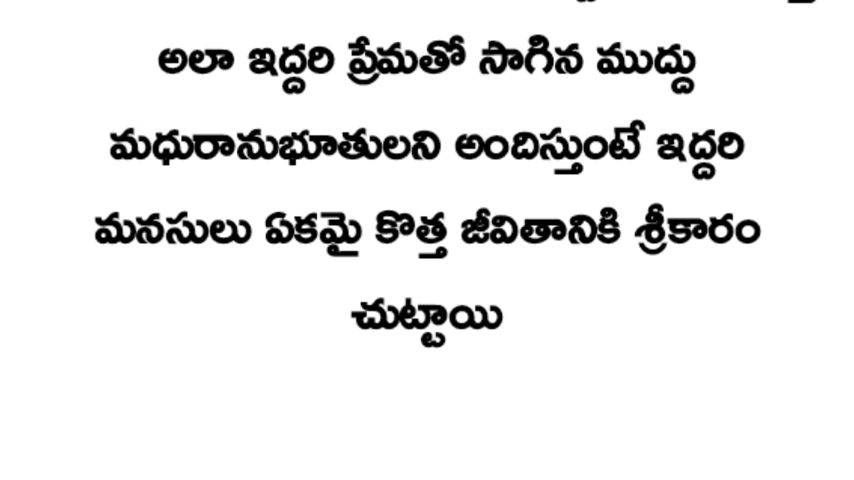 అలా ఇద్దరి ప్రేమతో సాగిన ముద్దు
మధురానుభూతులని అందిస్తుంటే ఇద్దరి
మనసులు ఏకమై కొత్త జీవితానికి శ్రీకారం
చుట్టాయి